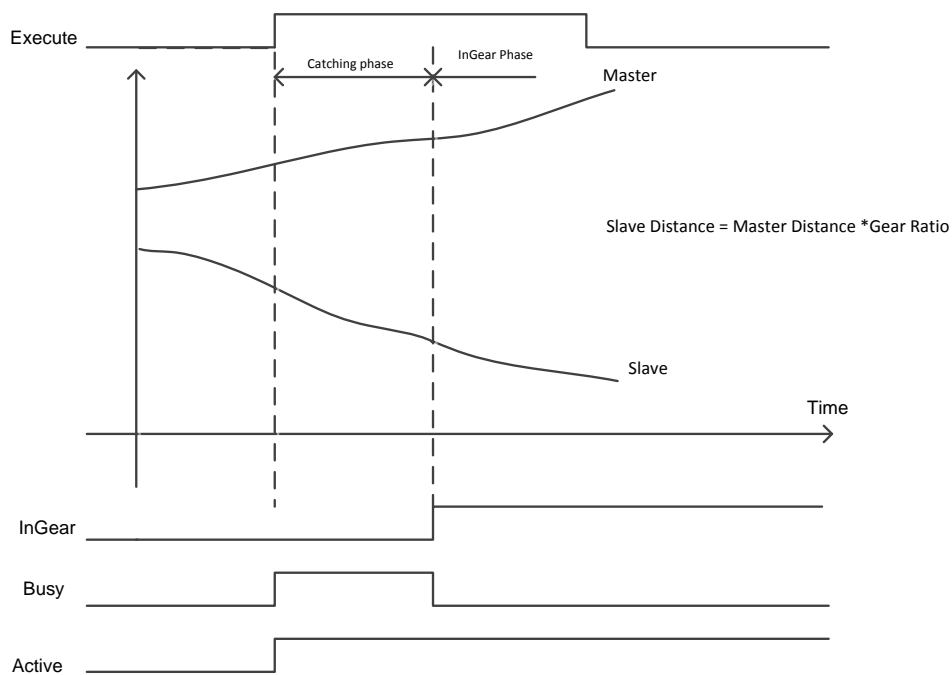 Execute
Catching phase
InGear Phase
Master
Slave Distance = Master Distance *Gear Ratio
Slave
Time
InGear
Busy
Active